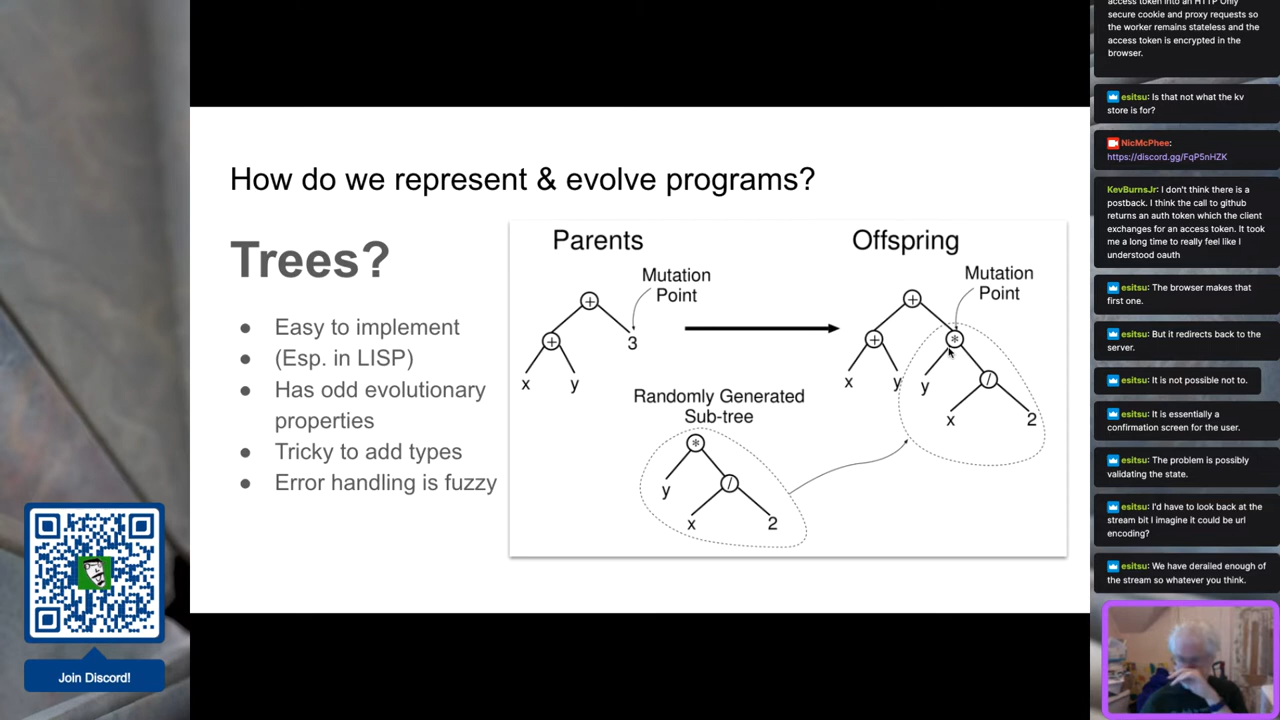 How do we represent & evolve programs?
Trees?
● Easy to implement
● (Esp. in LISP)
● Has odd evolutionary
properties
● Tricky to add types
● Error handling is fuzzy
Parents
Mutation
Point
+
+
3
x
y
Randomly Generated
Sub-tree
*
y
/
x
2
Offspring
Mutation
Point
+
+
*
x
y
y
/
x
2
Join Discord!
access token into an HTTP Only
secure cookie and proxy requests so
the worker remains stateless and the
access token is encrypted in the
browser.
esitsu: Is that not what the kv
store is for?
NicMcPhee:
https://discord.gg/FqP5nHZK
KevBurnsJr: I don't think there is a
postback. I think the call to github
returns an auth token which the client
exchanges for an access token. It took
me a long time to really feel like I
understood oauth
esitsu: The browser makes that
first one.
esitsu: But it redirects back to the
server.
esitsu: It is not possible not to.
esitsu: It is essentially a
confirmation screen for the user.
esitsu: The problem is possibly
validating the state.
esitsu: I'd have to look back at the
stream bit I imagine it could be url
encoding?
esitsu: We have derailed enough of
the stream so whatever you think.